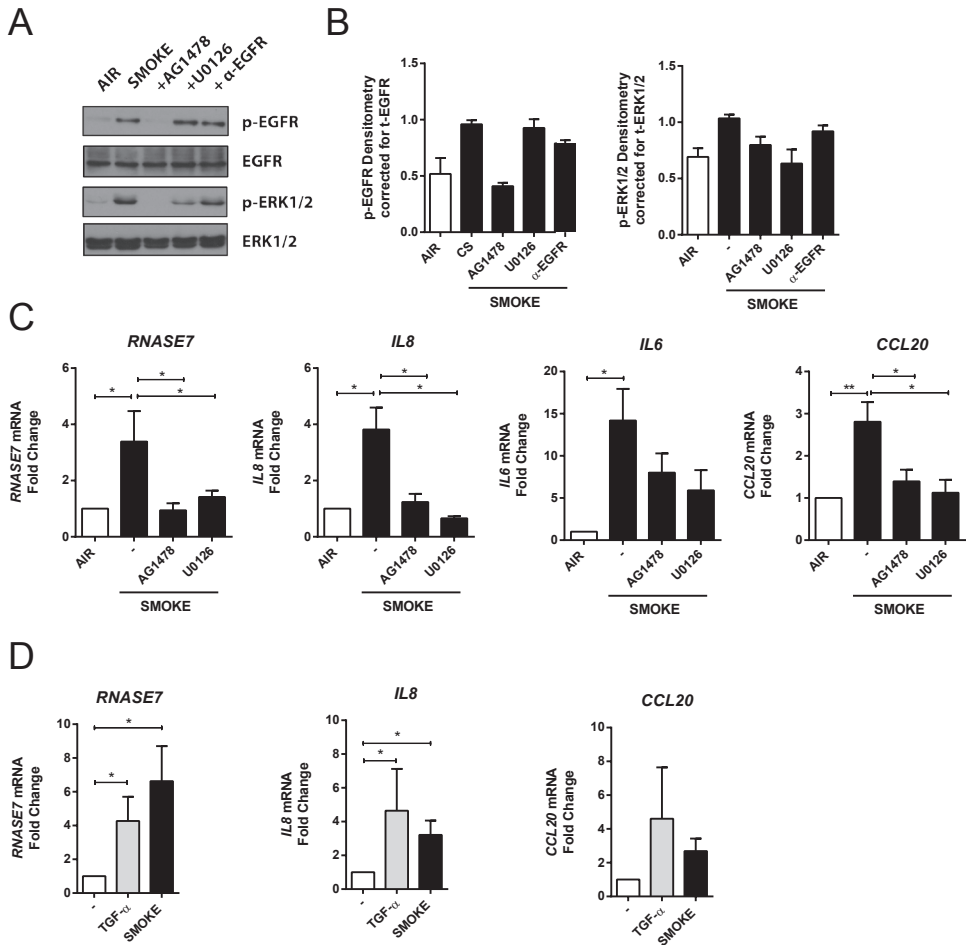 A
AIR
SMOKE
+AG1478
+U0126
+ α-EGFR
p-EGFR
EGFR
p-ERK1/2
ERK1/2
B
p-EGFR Densitometry
corrected for t-EGFR
1.5
1.0
0.5
0.0
AIR
CS
AG1478
U0126
α-EGFR
SMOKE
p-ERK1/2 Densitometry
corrected for t-ERK1/2
1.5
1.0
0.5
0.0
AIR
-
AG1478
U0126
α-EGFR
SMOKE
C
RNASE7
RNASE7 mRNA
Fold Change
6
4
2
0
*
*
*
AIR
-
AG1478
U0126
SMOKE
IL8
IL8 mRNA
Fold Change
6
4
2
0
*
*
*
AIR
-
AG1478
U0126
SMOKE
IL6
IL6 mRNA
Fold Change
20
15
10
5
0
*
AIR
-
AG1478
U0126
SMOKE
CCL20
CCL20 mRNA
Fold Change
4
3
2
1
0
**
*
*
AIR
-
AG1478
U0126
SMOKE
D
RNASE7
RNASE7 mRNA
Fold Change
10
8
6
4
2
0
*
*
-
TGF-α
SMOKE
IL8
IL8 mRNA
Fold Change
10
8
6
4
2
0
*
*
-
TGF-α
SMOKE
CCL20
CCL20 mRNA
Fold Change
10
8
6
4
2
0
-
TGF-α
SMOKE